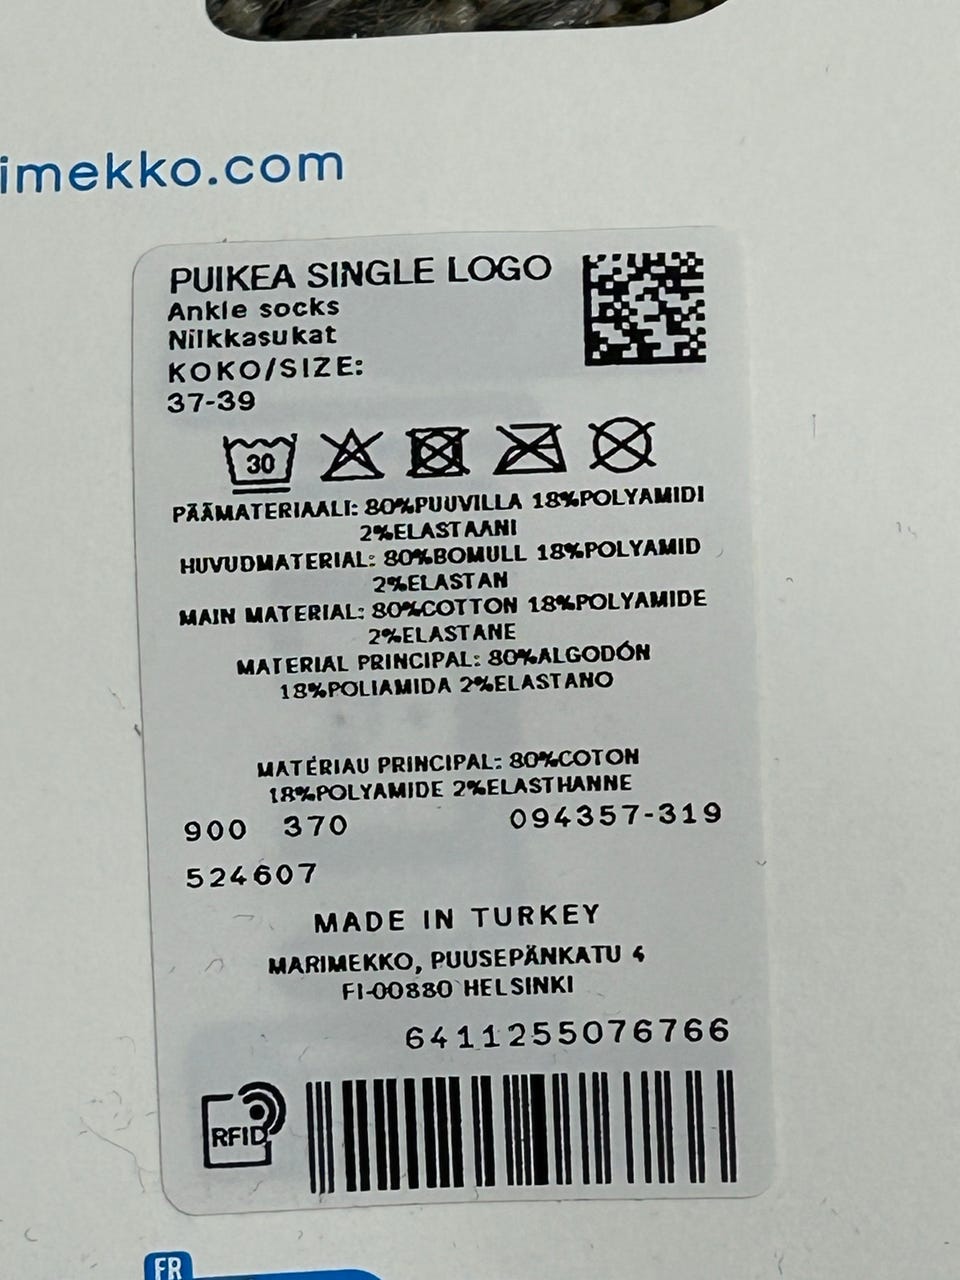 imekko.com
PUIKEA SINGLE LOGO
Ankle socks
Nilkkasukat
KOKO/SIZE:
37-39
30
PÄÄMATERIAALI: 80%PUUVILLA 18%POLYAMIDI
2%ELASTAANI
HUVUDMATERIAL: 80%BOMULL 18%POLYAMID
2%ELASTAN
MAIN MATERIAL: 80%COTTON 18%POLYAMIDE
2%ELASTANE
MATERIAL PRINCIPAL: 80%ALGODÓN
18%POLIAMIDA 2%ELASTANO
MATÉRIAU PRINCIPAL: 80%COTON
18%POLYAMIDE 2%ELASTHANNE
900 370 094357-319
524607
MADE IN TURKEY
MARIMEKKO, PUUSEPÄNKATU 4
FI-00880 HELSINKI
6411255076766
RFID
FR